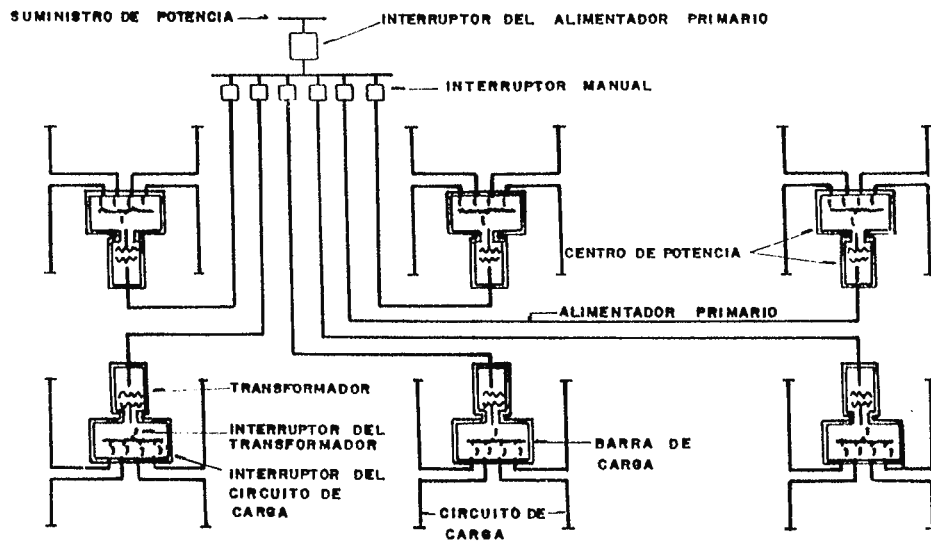 SUMINISTRO DE POTENCIA
INTERRUPTOR DEL ALIMENTADOR PRIMARIO
INTERRUPTOR MANUAL
CENTRO DE POTENCIA
ALIMENTADOR PRIMARIO
TRANSFORMADOR
INTERRUPTOR DEL
TRANSFORMADOR
INTERRUPTOR DEL
CIRCUITO DE
CARGA
BARRA DE
CARGA
CIRCUITO DE
CARGA